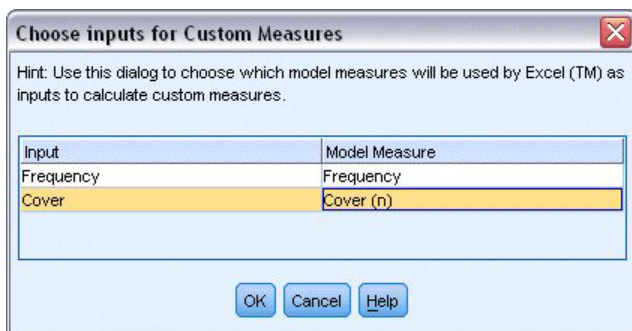 Choose inputs for Custom Measures
Hint: Use this dialog to choose which model measures will be used by Excel (TM) as
inputs to calculate custom measures.
Input Model Measure
Frequency Frequency
Cover Cover (n)
OK Cancel Help